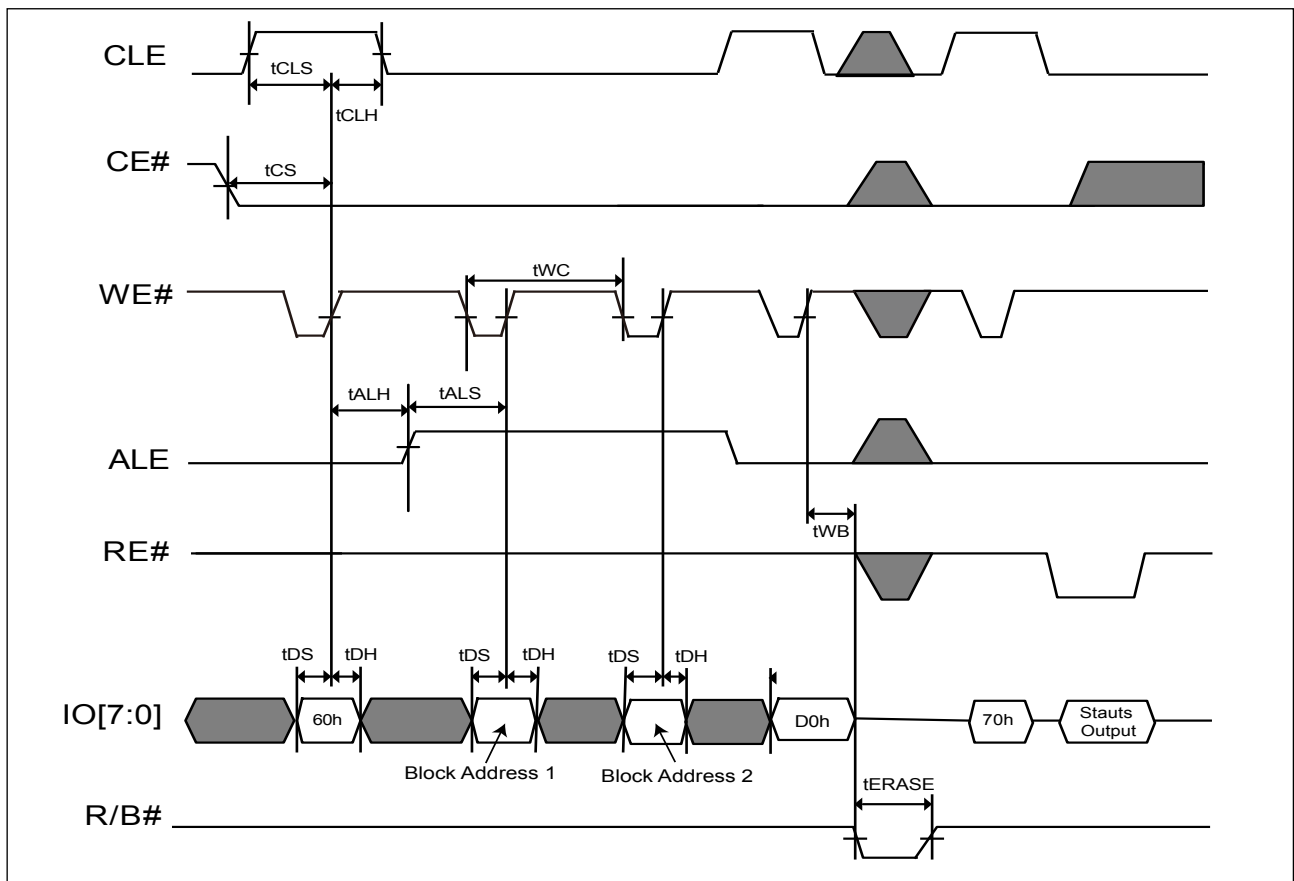 CLE
tCLS
tCLH
CE#
tCS
WE#
tWC
tALH
tALS
ALE
tWB
RE#
tDS
tDH
tDS
tDH
tDS
tDH
IO[7:0]
60h
D0h
70h
Stauts
Output
Block Address 1
Block Address 2
tERASE
R/B#